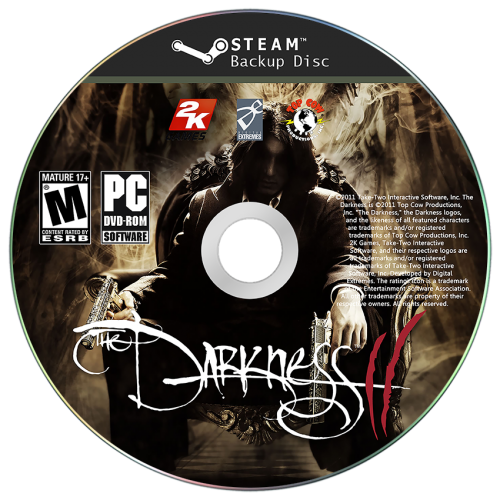 STEAM™
Backup Disc
2K
EXTREMES
TOP COW
PRODUCTIONS
MATURE 17+
M
CONTENT RATED BY
ESRB
PC
DVD-ROM
SOFTWARE
©2011 Take-Two Interactive Software, Inc. The
Darkness is ©2011 Top Cow Productions,
Inc. "The Darkness," the Darkness logos,
and the likeness of all featured characters
are trademarks and/or registered
trademarks of Top Cow Productions, Inc.
2K Games, Take-Two Interactive
Software, and their respective logos are
all trademarks and/or registered
trademarks of Take-Two Interactive
Software, Inc. Developed by Digital
Extremes. The ratings icon is a trademark
of the Entertainment Software Association.
All other trademarks are property of their
respective owners. All rights reserved.
The
Darkness II